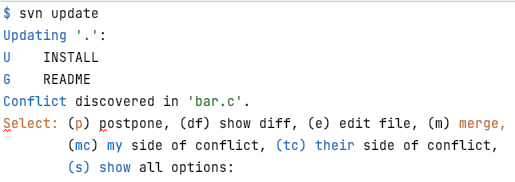 $ svn update
Updating '.':
U    INSTALL
G    README
Conflict discovered in 'bar.c'.
Select: (p) postpone, (df) show diff, (e) edit file, (m) merge,
        (mc) my side of conflict, (tc) their side of conflict,
        (s) show all options: